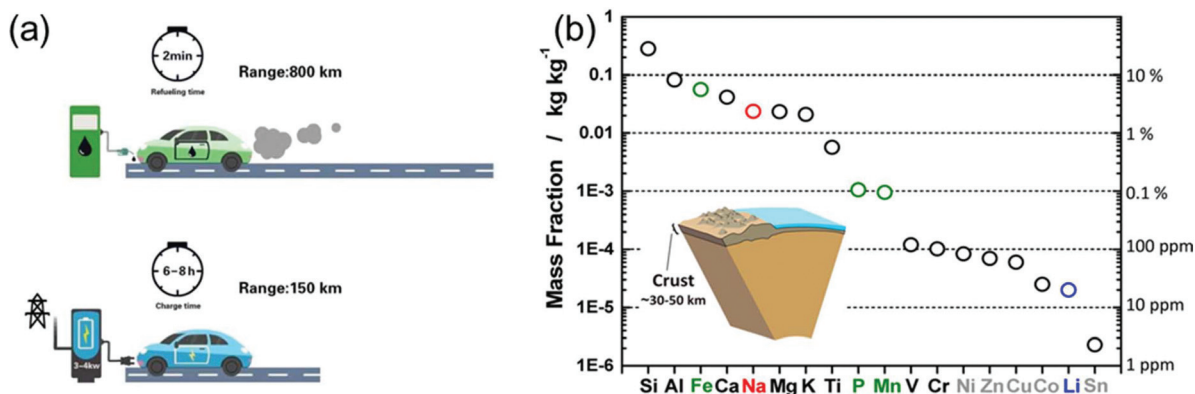 (a)
2min
Refueling time
Range:800 km
6-8h
Charge time
Range:150 km
3-4kw
(b)
Mass Fraction / kg kg-1
1
0.1
0.01
1E-3
1E-4
1E-5
1E-6
10 %
1 %
0.1 %
100 ppm
10 ppm
1 ppm
Crust
~30-50 km
Si Al Fe Ca Na Mg K Ti P Mn V Cr Ni Zn Cu Co Li Sn